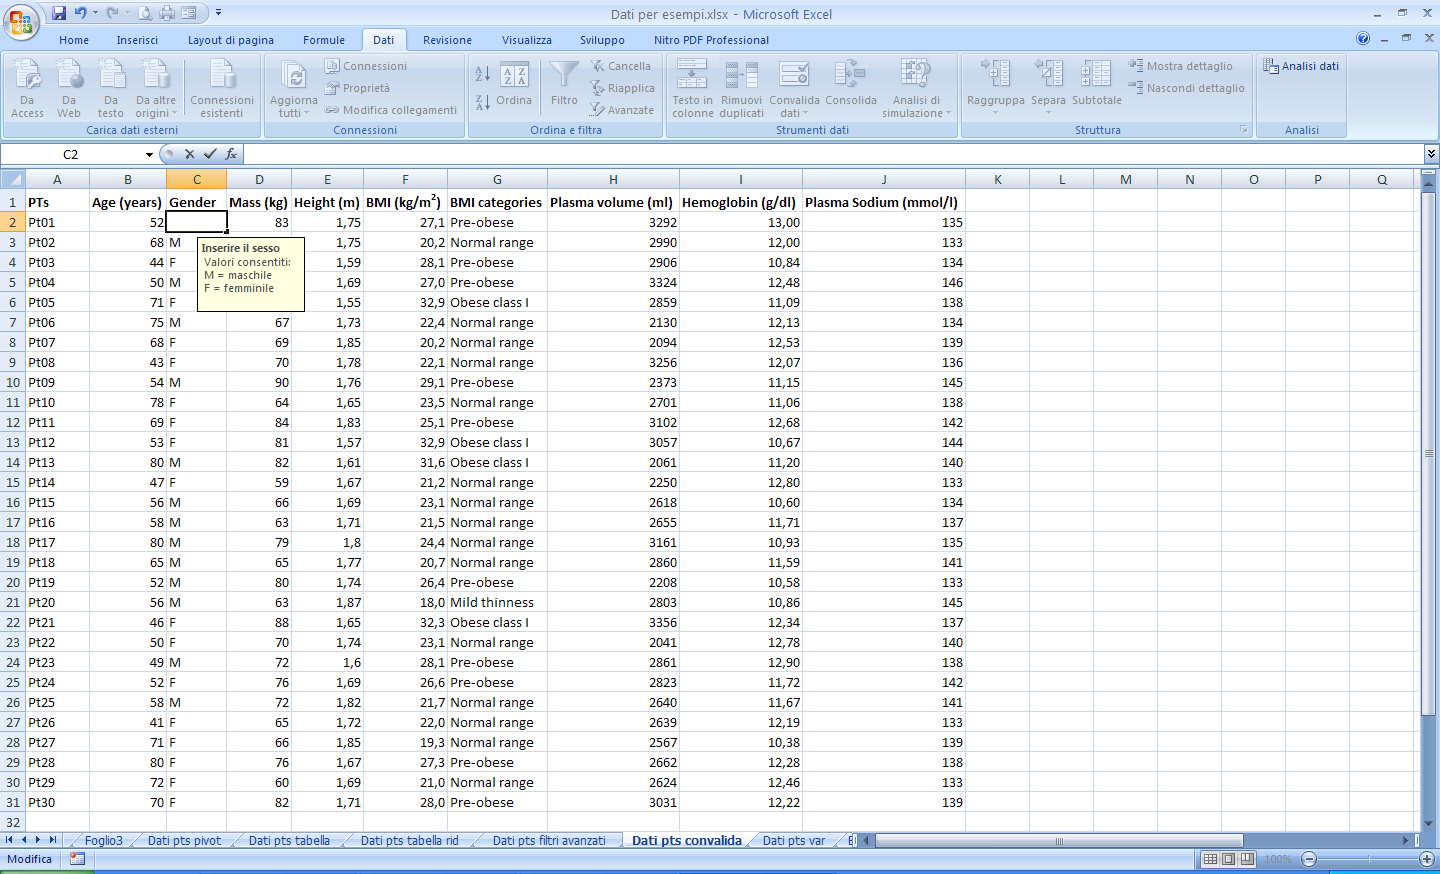 Dati per esempi.xlsx - Microsoft Excel
Home Inserisci Layout di pagina Formule Dati Revisione Visualizza Sviluppo Nitro PDF Professional
Da Access Da Web Da testo Da altre origini Connessioni esistenti
Carica dati esterni
Aggiorna tutti Connessioni Proprietà Modifica collegamenti
Connessioni
Ordina Filtro Cancella Riapplica Avanzate
Ordina e filtra
Testo in colonne Rimuovi duplicati Convalida dati Consolida Analisi di simulazione
Strumenti dati
Raggruppa Separa Subtotale Mostra dettaglio Nascondi dettaglio
Struttura
Analisi dati
Analisi
C2 fx
A B C D E F G H I J K L M N O P Q
1 PTs Age (years) Gender Mass (kg) Height (m) BMI (kg/m²) BMI categories Plasma volume (ml) Hemoglobin (g/dl) Plasma Sodium (mmol/l)
2 Pt01 52 83 1,75 27,1 Pre-obese 3292 13,00 135
3 Pt02 68 M 1,75 20,2 Normal range 2990 12,00 133
4 Pt03 44 F 1,59 28,1 Pre-obese 2906 10,84 134
5 Pt04 50 M 1,69 27,0 Pre-obese 3324 12,48 146
6 Pt05 71 F 1,55 32,9 Obese class I 2859 11,09 138
Inserire il sesso
Valori consentiti:
M = maschile
F = femminile
7 Pt06 75 M 67 1,73 22,4 Normal range 2130 12,13 134
8 Pt07 68 F 69 1,85 20,2 Normal range 2094 12,53 139
9 Pt08 43 F 70 1,78 22,1 Normal range 3256 12,07 136
10 Pt09 54 M 90 1,76 29,1 Pre-obese 2373 11,15 145
11 Pt10 78 F 64 1,65 23,5 Normal range 2701 11,06 138
12 Pt11 69 F 84 1,83 25,1 Pre-obese 3102 12,68 142
13 Pt12 53 F 81 1,57 32,9 Obese class I 3057 10,67 144
14 Pt13 80 M 82 1,61 31,6 Obese class I 2061 11,20 140
15 Pt14 47 F 59 1,67 21,2 Normal range 2250 12,80 133
16 Pt15 56 M 66 1,69 23,1 Normal range 2618 10,60 134
17 Pt16 58 M 63 1,71 21,5 Normal range 2655 11,71 137
18 Pt17 80 M 79 1,8 24,4 Normal range 3161 10,93 135
19 Pt18 65 M 65 1,77 20,7 Normal range 2860 11,59 141
20 Pt19 52 M 80 1,74 26,4 Pre-obese 2208 10,58 133
21 Pt20 56 M 63 1,87 18,0 Mild thinness 2803 10,86 145
22 Pt21 46 F 88 1,65 32,3 Obese class I 3356 12,34 137
23 Pt22 50 F 70 1,74 23,1 Normal range 2041 12,78 140
24 Pt23 49 M 72 1,6 28,1 Pre-obese 2861 12,90 138
25 Pt24 52 F 76 1,69 26,6 Pre-obese 2823 11,72 142
26 Pt25 58 M 72 1,82 21,7 Normal range 2640 11,67 141
27 Pt26 41 F 65 1,72 22,0 Normal range 2639 12,19 133
28 Pt27 71 F 66 1,85 19,3 Normal range 2567 10,38 139
29 Pt28 80 F 76 1,67 27,3 Pre-obese 2662 12,28 138
30 Pt29 72 F 60 1,69 21,0 Normal range 2624 12,46 133
31 Pt30 70 F 82 1,71 28,0 Pre-obese 3031 12,22 139
32
Foglio3 Dati pts pivot Dati pts tabella Dati pts tabella rid Dati pts filtri avanzati Dati pts convalida Dati pts var
Modifica 100%